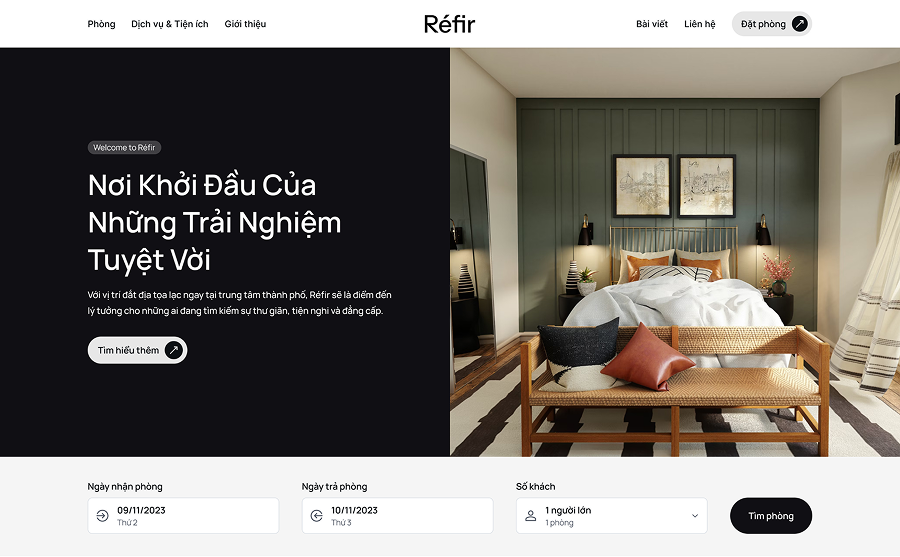 Phòng
Dịch vụ & Tiện ích
Giới thiệu
Réfir
Bài viết
Liên hệ
Đặt phòng
Welcome to Réfir
Nơi Khởi Đầu Của
Những Trải Nghiệm
Tuyệt Vời
Với vị trí đắt địa tọa lạc ngay tại trung tâm thành phố, Réfir sẽ là điểm đến
lý tưởng cho những ai đang tìm kiếm sự thư giãn, tiện nghi và đẳng cấp.
Tìm hiểu thêm
Ngày nhận phòng
09/11/2023
Thứ 2
Ngày trả phòng
10/11/2023
Thứ 3
Số khách
1 người lớn
1 phòng
Tìm phòng